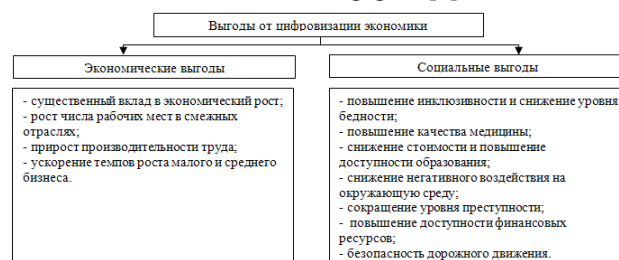 Выгоды от цифровизации экономики
Экономические выгоды
- существенный вклад в экономический рост;
- рост числа рабочих мест в смежных
отраслях;
- прирост производительности труда;
- ускорение темпов роста малого и среднего
бизнеса.
Социальные выгоды
- повышение инклюзивности и снижение уровня
бедности;
- повышение качества медицины;
- снижение стоимости и повышение
доступности образования;
- снижение негативного воздействия на
окружающую среду;
- сокращение уровня преступности;
- повышение доступности финансовых
ресурсов;
- безопасность дорожного движения.